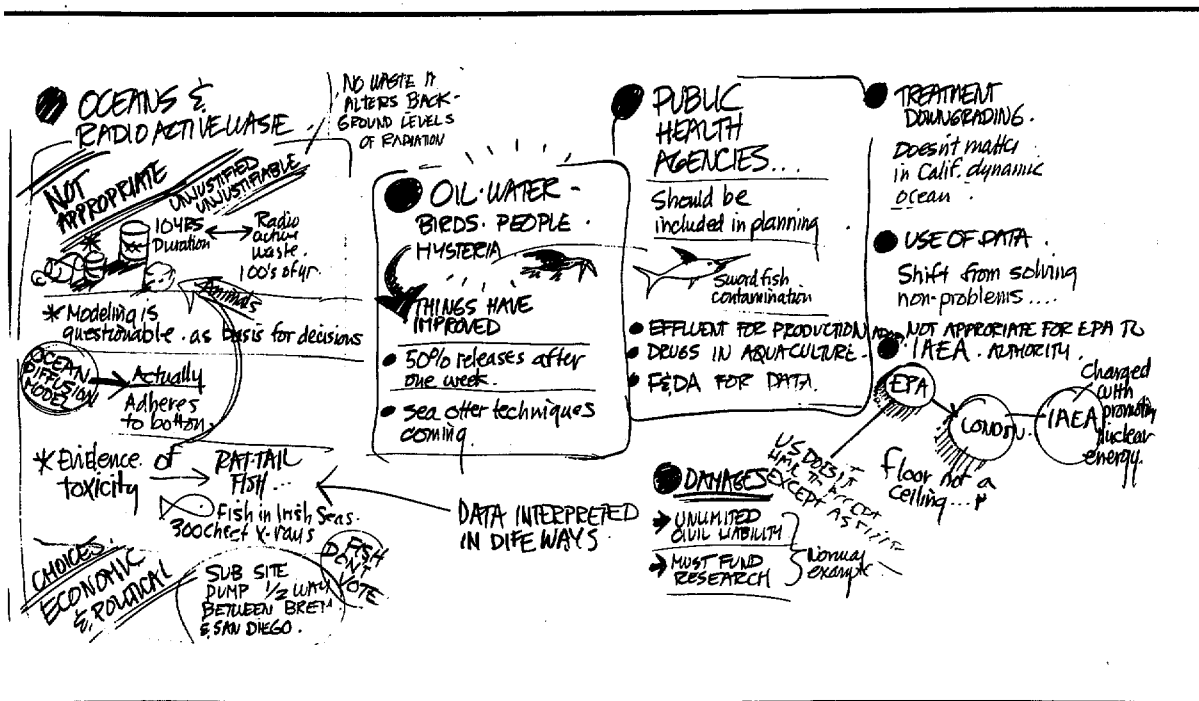 OCEANS &
RADIOACTIVE WASTE
NO WASTE IF
ALTERS BACK-
GROUND LEVELS
OF RADIATION
NOT
APPROPRIATE
UNJUSTIFIED
UNJUSTIFIABLE
10 YRS
Duration
Radio
active
waste.
100's of yr.
Animals
* Modeling is
questionable. as basis for decisions
OCEAN
DIFFUSION
MODEL
Actually
Adheres
to botton.
* Evidence of
toxicity
RAT-TAIL
FISH...
Fish in Irish Seas.
300 chest X-rays
CHOICES:
ECONOMIC
& POLITICAL
SUB SITE
DUMP 1/2 WAY
BETWEEN
& SAN DIEGO.
FISH
DON'T
VOTE
OIL-WATER-
BIRDS. PEOPLE.
HYSTERIA
THINGS HAVE
IMPROVED
• 50% releases after
one week.
• sea otter techniques
coming
DATA INTERPRETED
IN DIFF WAYS.
PUBLIC
HEALTH
AGENCIES....
Should be
included in planning
Swordfish
contamination
• EFFLUENT FOR PRODUCTION
• DRUGS IN AQUACULTURE.
• F&DA FOR DATA.
DAMAGES
→ UNLIMITED
CIVIL LIABILITY
→ MUST FUND
RESEARCH
Norway
example
US DOESN'T
EXCEPT AS
TREATMENT
DOWNGRADING.
Doesn't matter
in Calif. dynamic
ocean.
USE OF DATA.
Shift from solving
non-problems....
NOT APPRORIATE FOR EPA TO
IAEA. AUTHORITY.
EPA
LONDON
IAEA
Charged
with
promoting
nuclear
energy.
floor not a
ceiling...